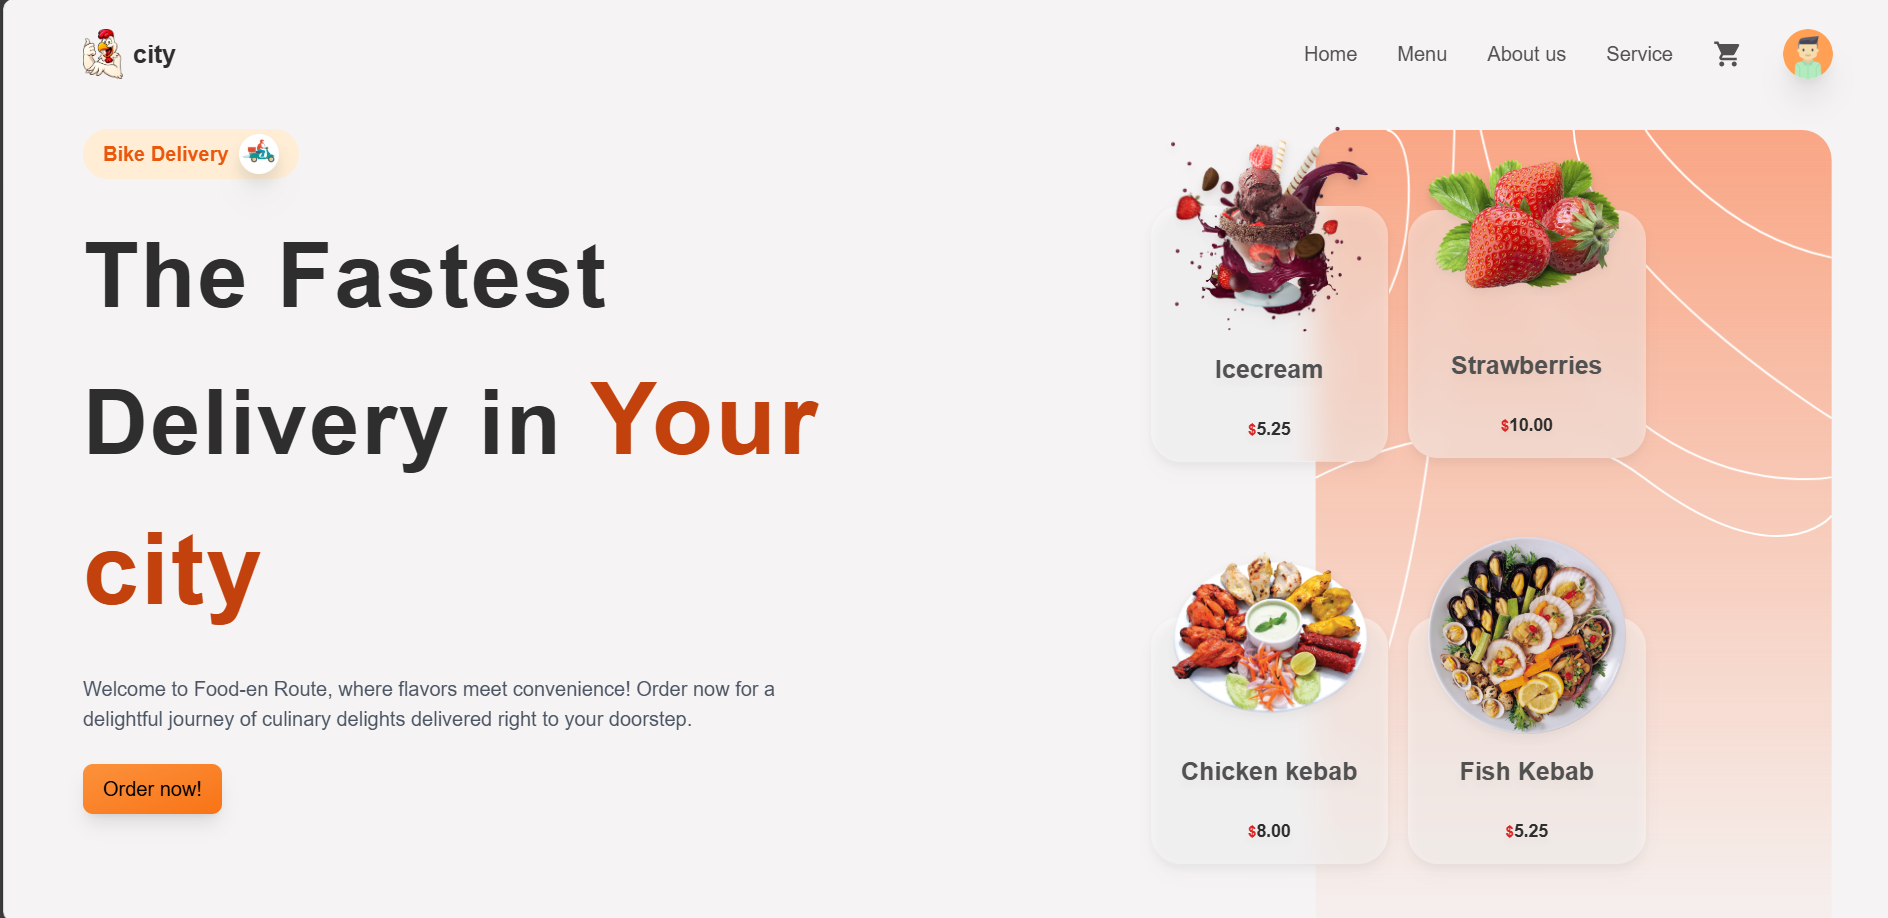 city
Home Menu About us Service
Bike Delivery
The Fastest
Delivery in Your
city
Welcome to Food-en Route, where flavors meet convenience! Order now for a
delightful journey of culinary delights delivered right to your doorstep.
Order now!
Icecream
$5.25
Strawberries
$10.00
Chicken kebab
$8.00
Fish Kebab
$5.25